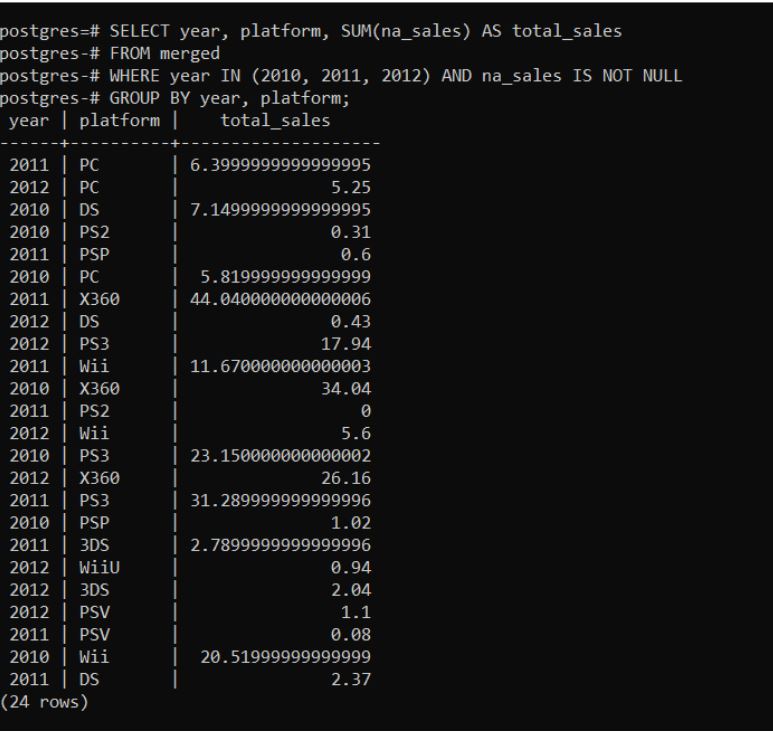 postgres=# SELECT year, platform, SUM(na_sales) AS total_sales
postgres-# FROM merged
postgres-# WHERE year IN (2010, 2011, 2012) AND na_sales IS NOT NULL
postgres-# GROUP BY year, platform;
 year | platform |    total_sales
------+----------+--------------------
 2011 | PC       | 6.3999999999999995
 2012 | PC       |               5.25
 2010 | DS       | 7.1499999999999995
 2010 | PS2      |               0.31
 2011 | PSP      |                0.6
 2010 | PC       |  5.819999999999999
 2011 | X360     | 44.040000000000006
 2012 | DS       |               0.43
 2012 | PS3      |              17.94
 2011 | Wii      | 11.670000000000003
 2010 | X360     |              34.04
 2011 | PS2      |                  0
 2012 | Wii      |                5.6
 2010 | PS3      | 23.150000000000002
 2012 | X360     |              26.16
 2011 | PS3      | 31.289999999999996
 2010 | PSP      |               1.02
 2011 | 3DS      | 2.7899999999999996
 2012 | WiiU     |               0.94
 2012 | 3DS      |               2.04
 2012 | PSV      |                1.1
 2011 | PSV      |               0.08
 2010 | Wii      |  20.51999999999999
 2011 | DS       |               2.37
(24 rows)